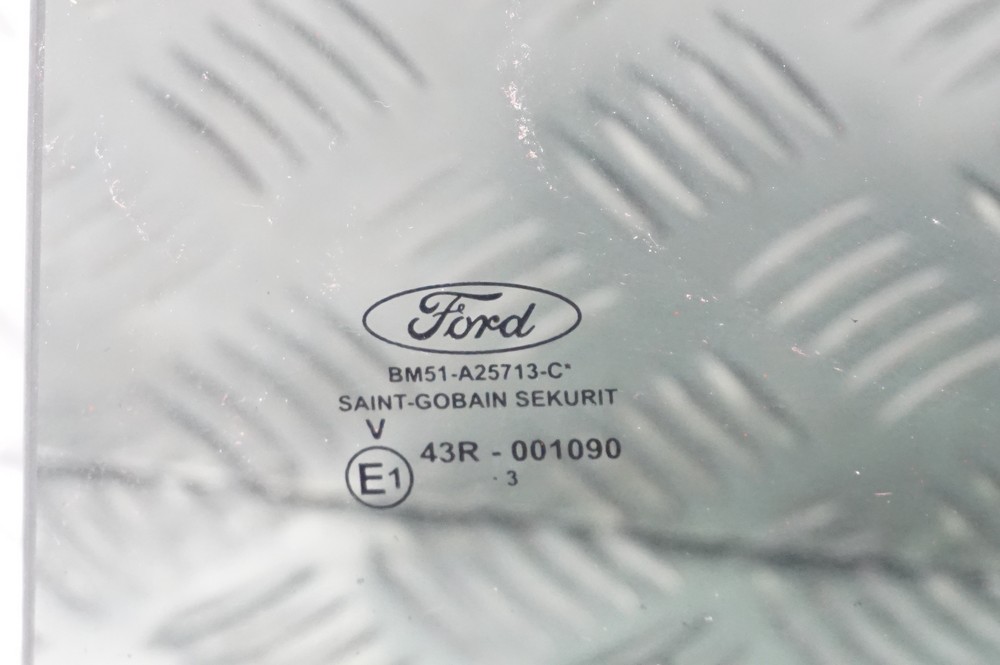 Ford
BM51-A25713-C*
SAINT-GOBAIN SEKURIT
V
E1 43R - 001090
· 3